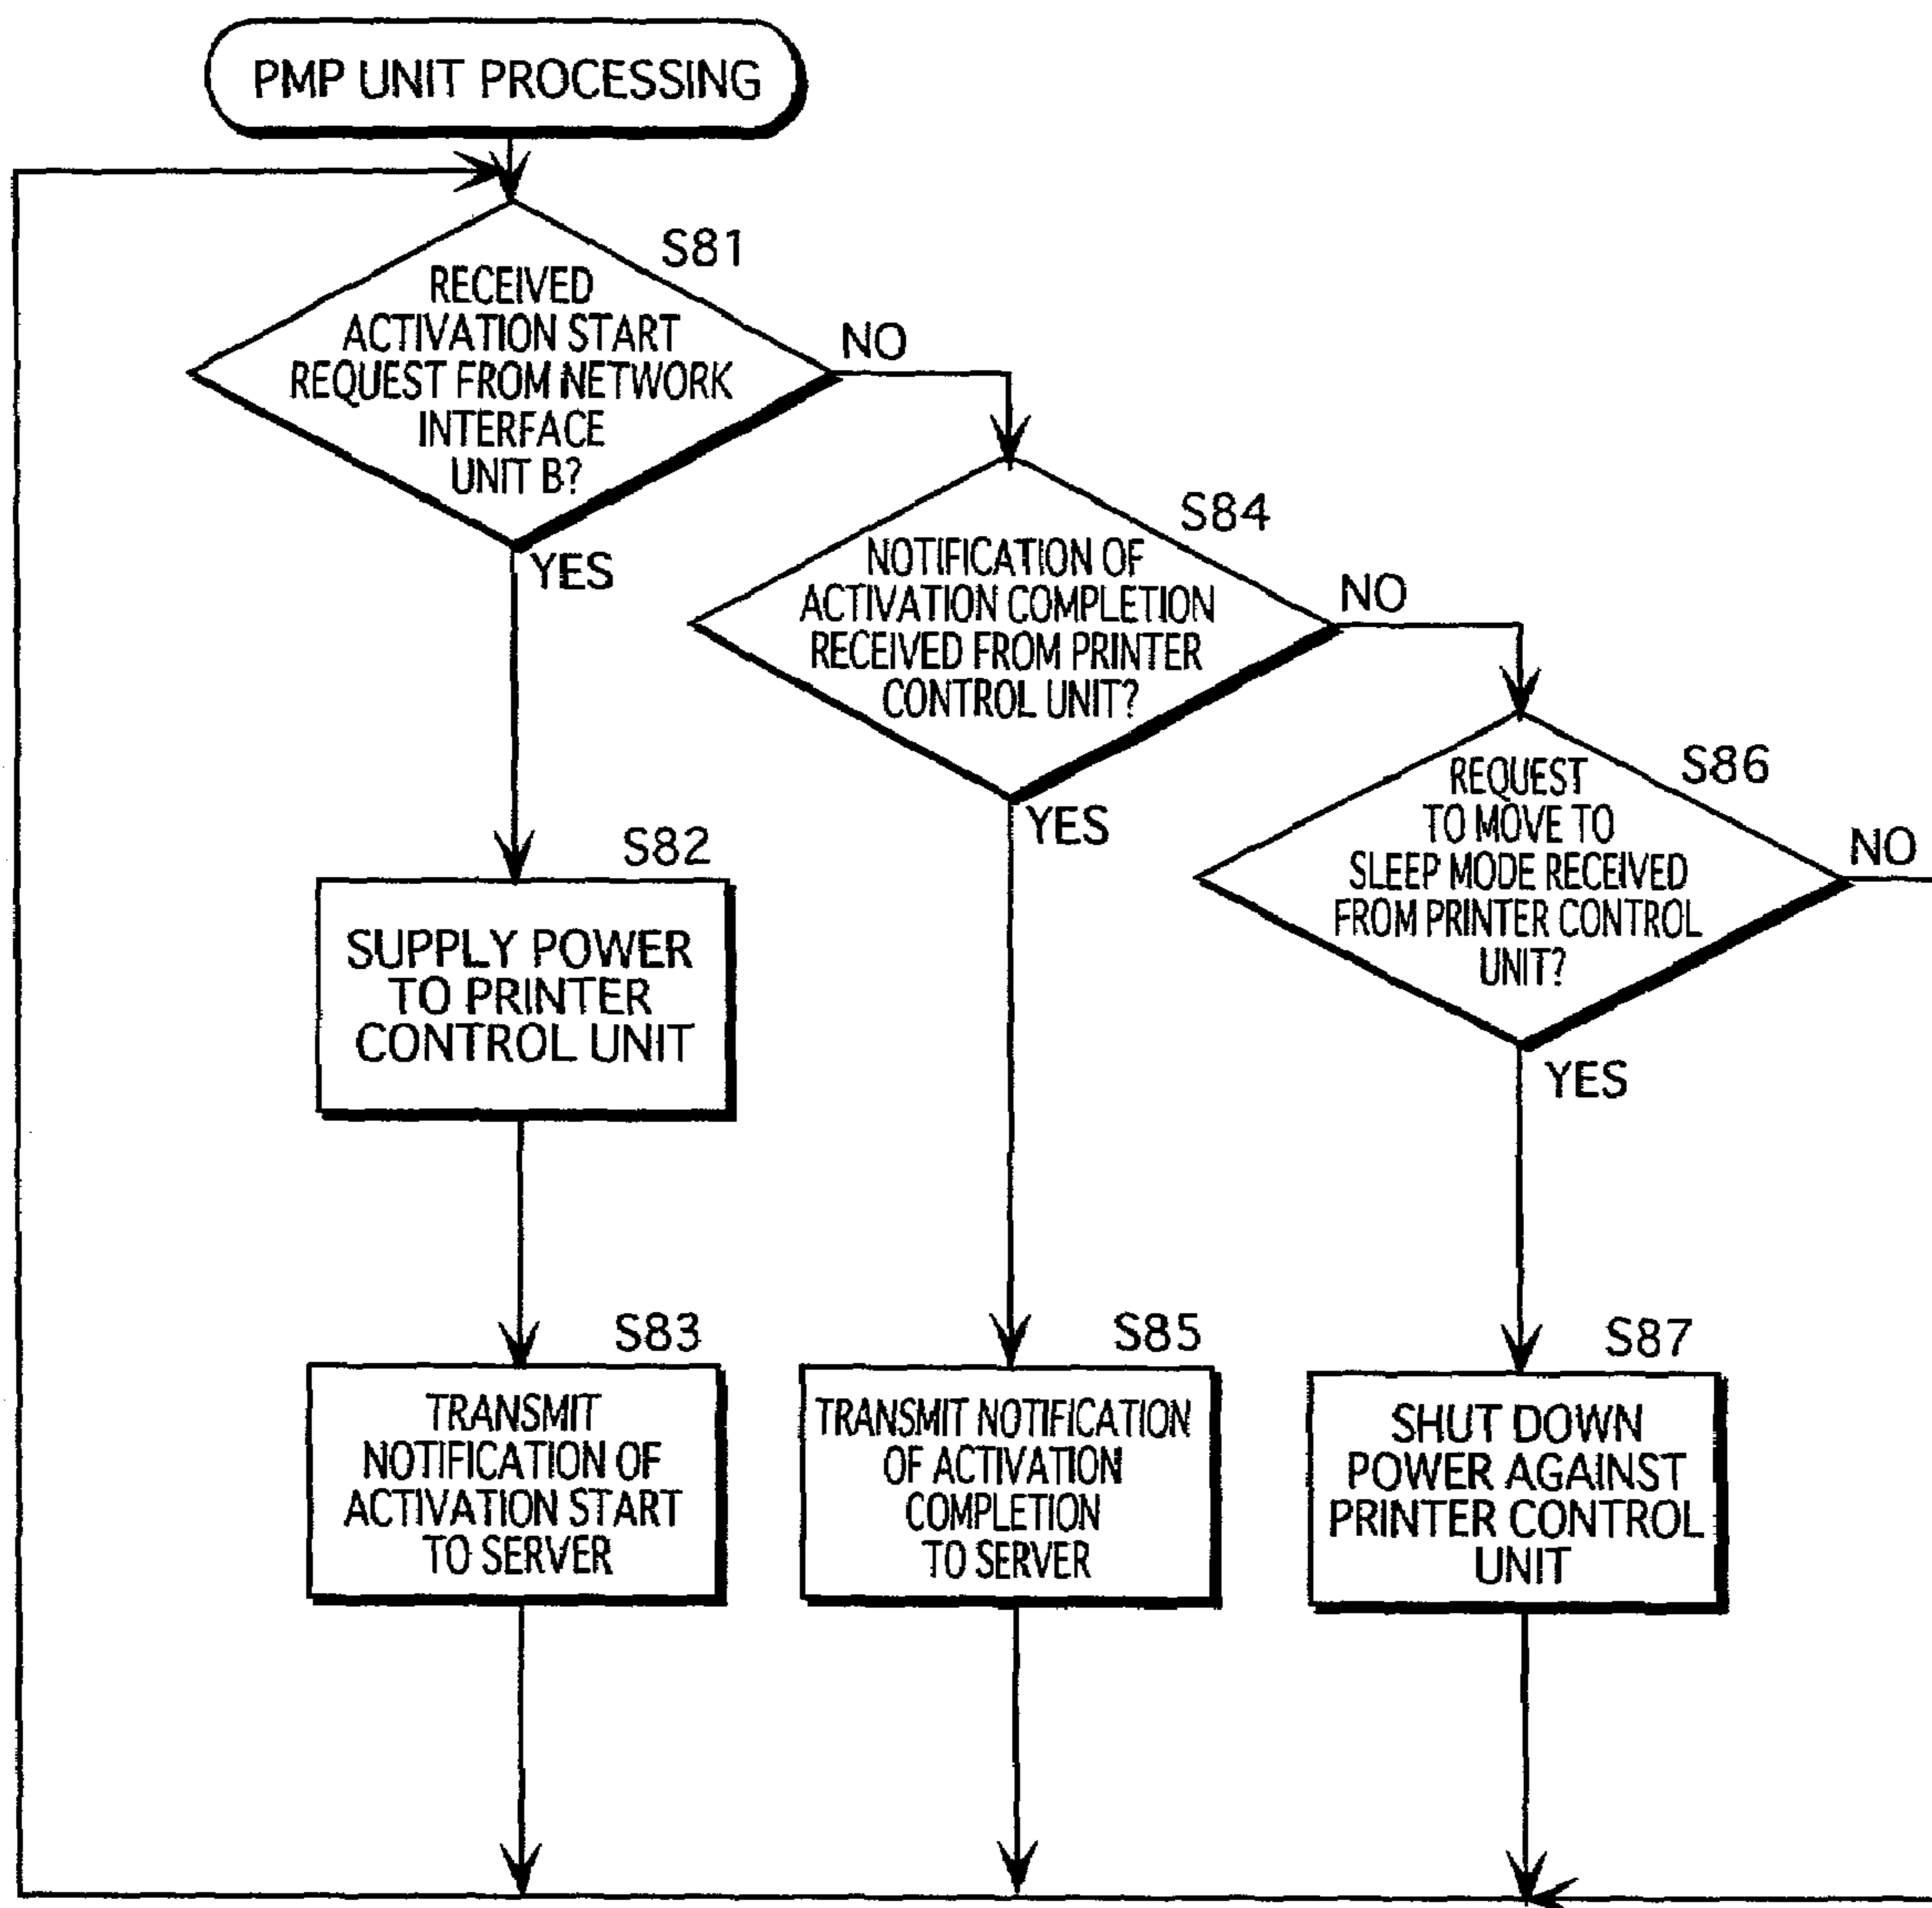 PMP UNIT PROCESSING
S81
RECEIVED
ACTIVATION START
REQUEST FROM NETWORK
INTERFACE
UNIT B?
NO
YES
S84
NOTIFICATION OF
ACTIVATION COMPLETION
RECEIVED FROM PRINTER
CONTROL UNIT?
NO
YES
S86
REQUEST
TO MOVE TO
SLEEP MODE RECEIVED
FROM PRINTER CONTROL
UNIT?
NO
YES
S82
SUPPLY POWER
TO PRINTER
CONTROL UNIT
S83
TRANSMIT
NOTIFICATION OF
ACTIVATION START
TO SERVER
S85
TRANSMIT NOTIFICATION
OF ACTIVATION
COMPLETION
TO SERVER
S87
SHUT DOWN
POWER AGAINST
PRINTER CONTROL
UNIT